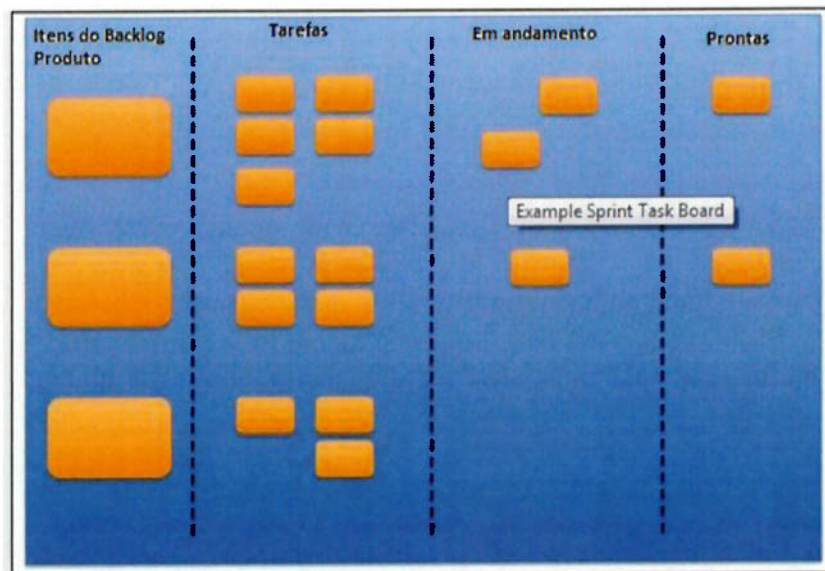 Itens do Backlog
Produto
Tarefas
Em andamento
Prontas
Example Sprint Task Board